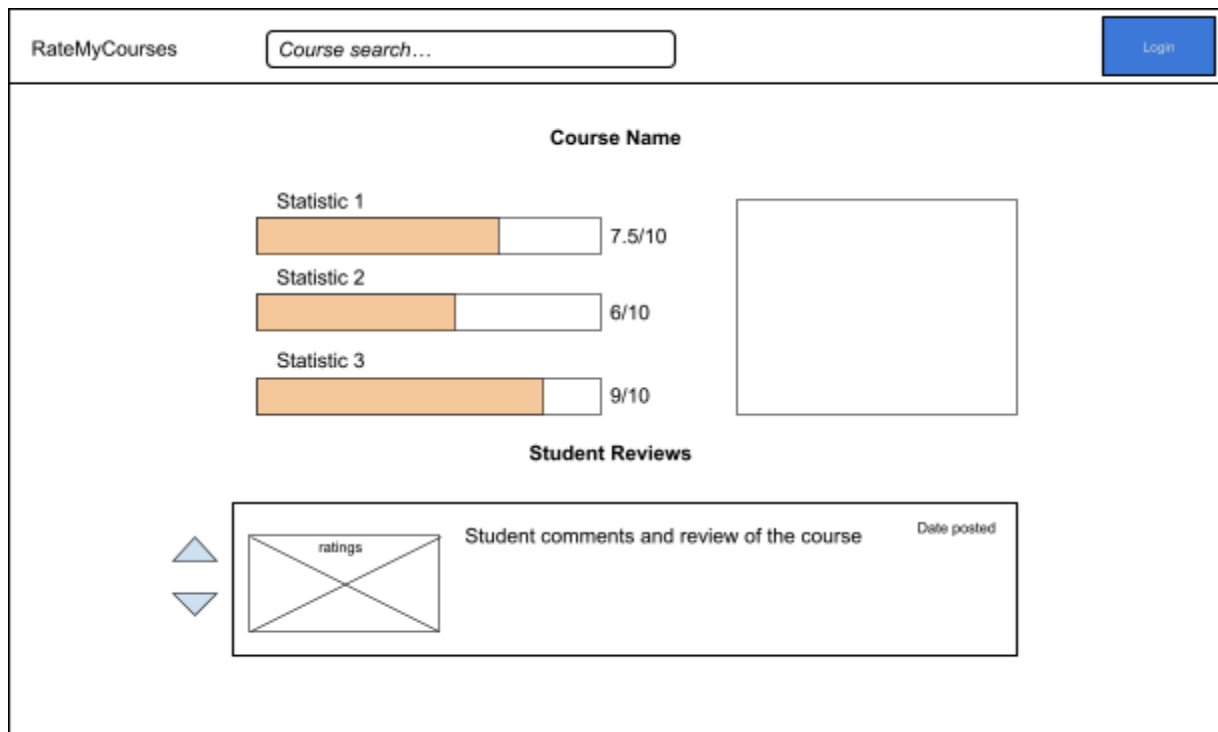 RateMyCourses
Course search...
Login
Course Name
Statistic 1
7.5/10
Statistic 2
6/10
Statistic 3
9/10
Student Reviews
ratings
Student comments and review of the course
Date posted